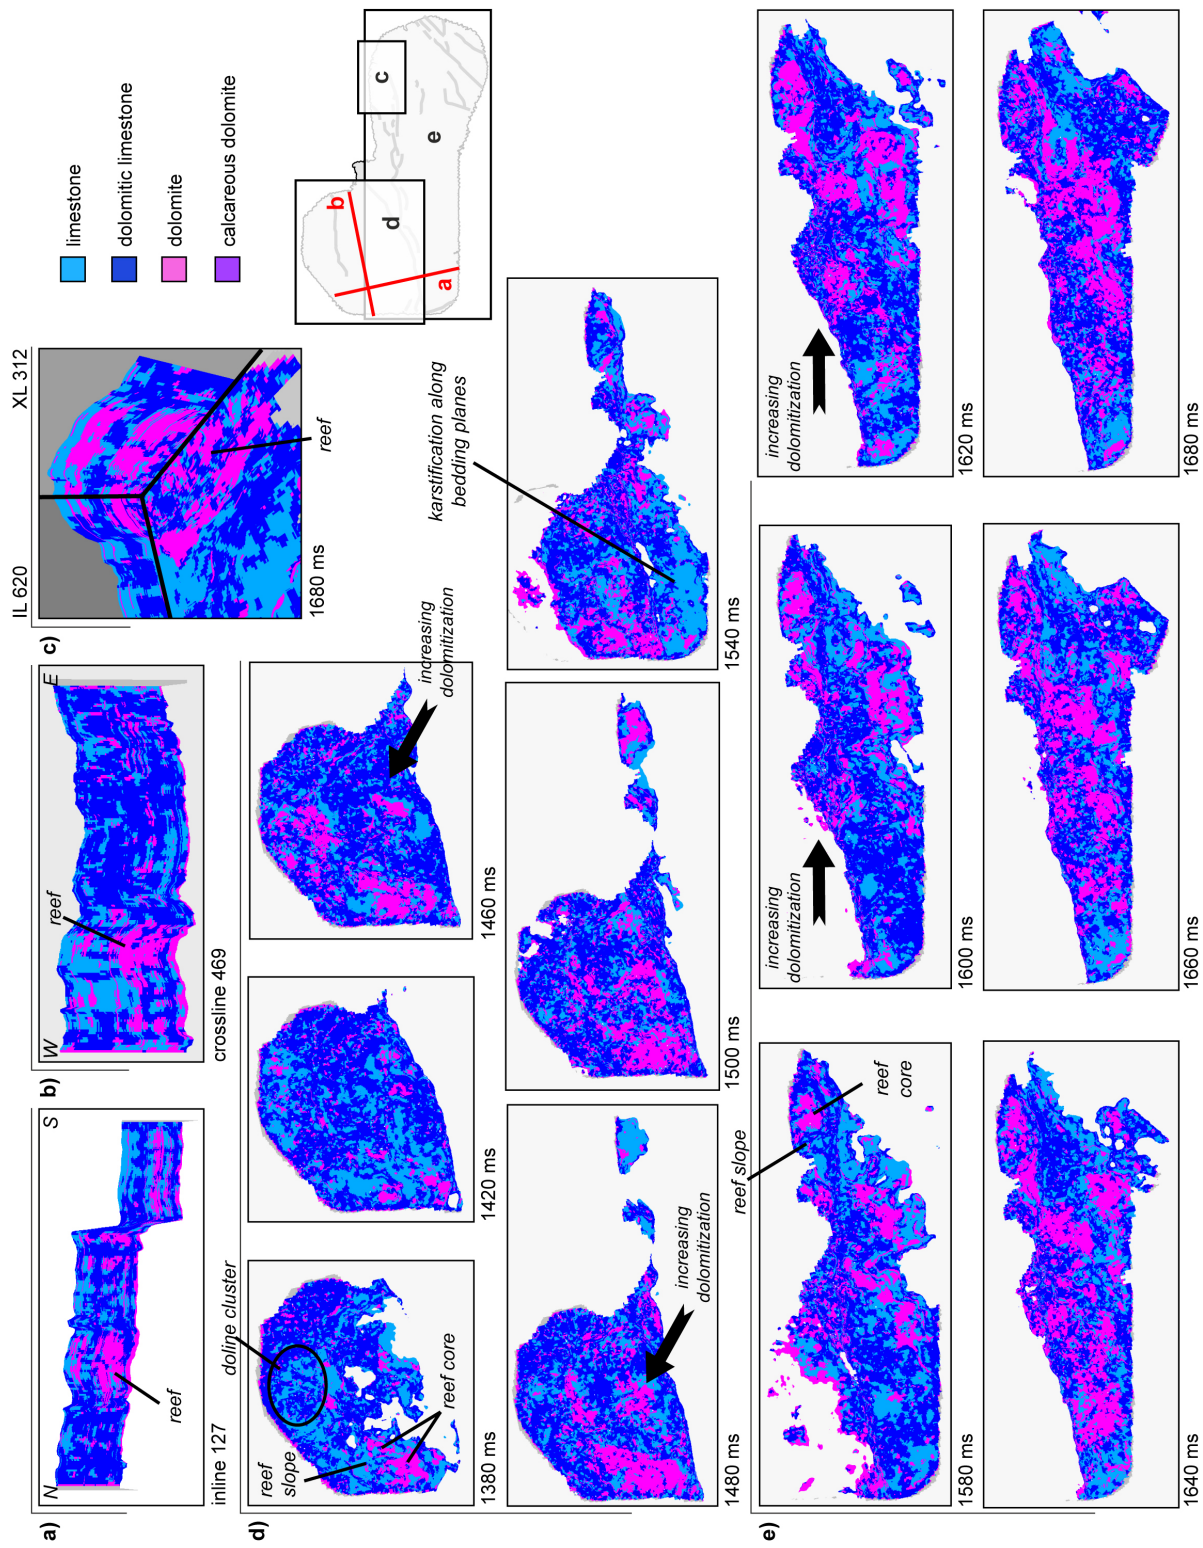 a)
N
S
reef
inline 127
b)
W
E
reef
crossline 469
c)
IL 620
XL 312
reef
1680 ms
limestone
dolomitic limestone
dolomite
calcareous dolomite
a
b
c
d
e
d)
doline cluster
reef
slope
reef core
1380 ms
1420 ms
increasing
dolomitization
1460 ms
increasing
dolomitization
1480 ms
1500 ms
karstification along
bedding planes
1540 ms
e)
reef slope
reef
core
1580 ms
increasing
dolomitization
1600 ms
increasing
dolomitization
1620 ms
1640 ms
1660 ms
1680 ms